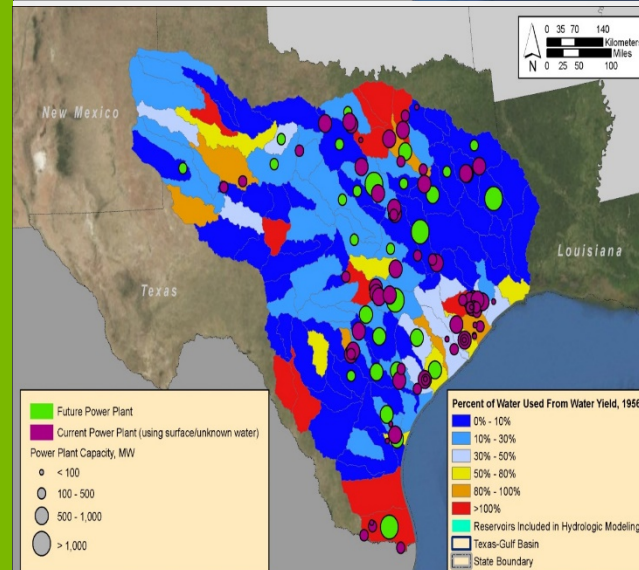 0 35 70 140
Kilometers
Miles
0 25 50 100
N
New Mexico
Louisiana
Texas
Future Power Plant
Current Power Plant (using surface/unknown water)
Power Plant Capacity, MW
< 100
100 - 500
500 - 1,000
> 1,000
Percent of Water Used From Water Yield, 1956
0% - 10%
10% - 30%
30% - 50%
50% - 80%
80% - 100%
>100%
Reservoirs Included in Hydrologic Modeling
Texas-Gulf Basin
State Boundary